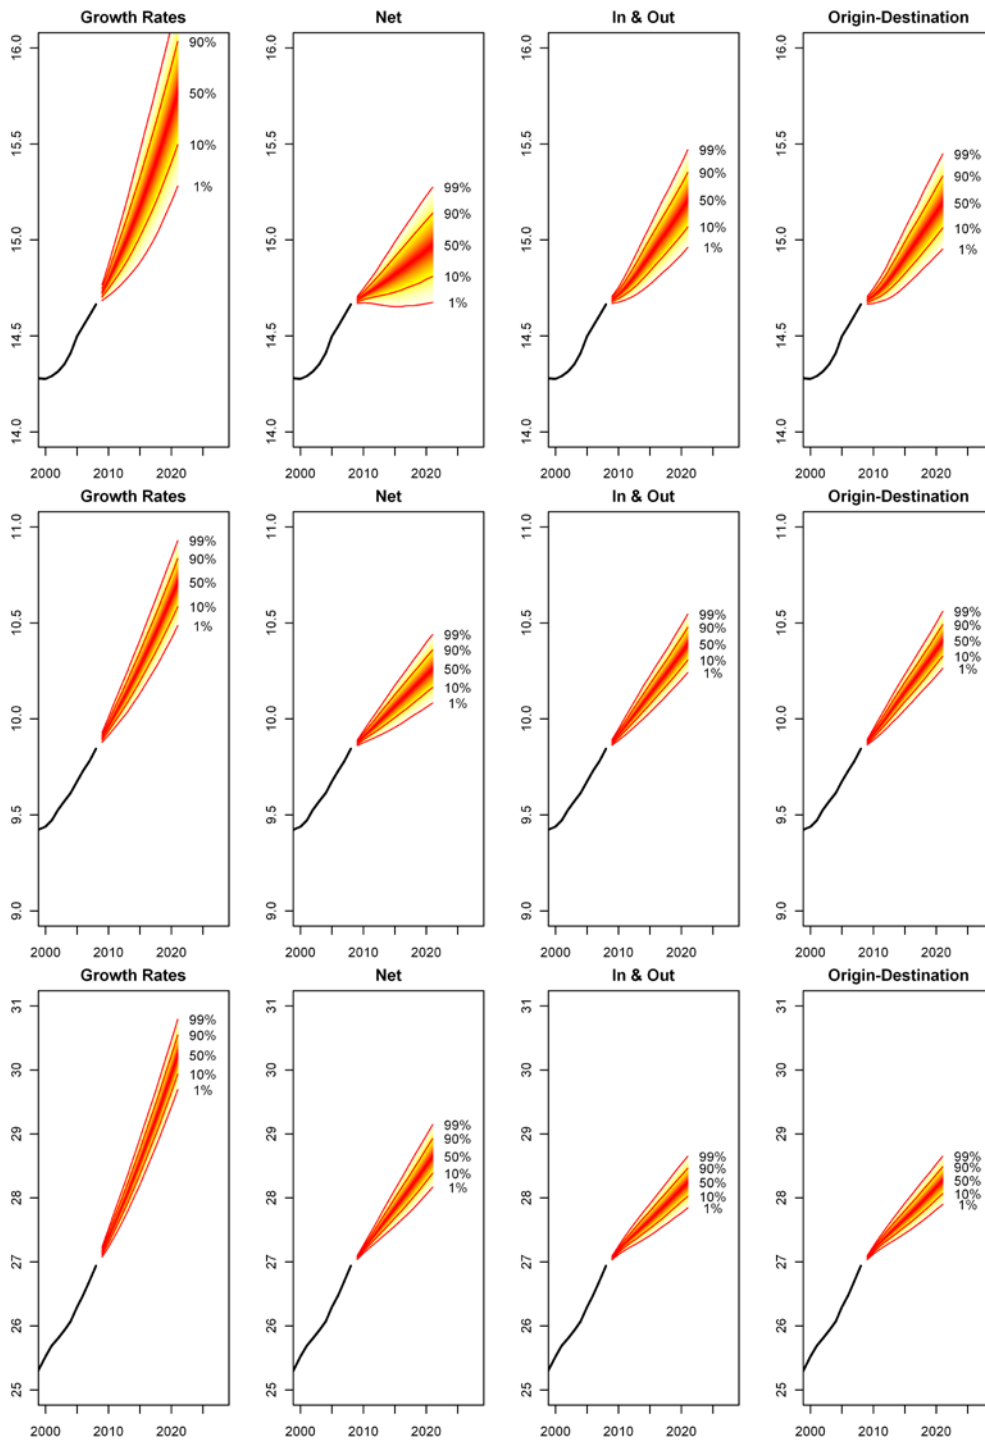 Growth Rates Net In & Out Origin-Destination
16.0 16.0 16.0 16.0
90%
50%
15.5 10% 15.5 15.5 99% 15.5 99%
90% 90%
1% 99% 50% 50%
90% 10% 10%
15.0 15.0 50% 15.0 1% 15.0 1%
10%
1%
14.5 14.5 14.5 14.5
14.0 14.0 14.0 14.0
2000 2010 2020 2000 2010 2020 2000 2010 2020 2000 2010 2020
Growth Rates Net In & Out Origin-Destination
11.0 11.0 11.0 11.0
99%
90%
50%
10.5 10% 10.5 99% 10.5 99% 10.5 99%
1% 90% 90% 90%
50% 50% 50%
10% 10% 10%
1% 1% 1%
10.0 10.0 10.0 10.0
9.5 9.5 9.5 9.5
9.0 9.0 9.0 9.0
2000 2010 2020 2000 2010 2020 2000 2010 2020 2000 2010 2020
Growth Rates Net In & Out Origin-Destination
31 31 31 31
99%
90%
50%
30 10% 30 30 30
1%
29 29 99% 29 29
90% 99% 99%
50% 90% 90%
10% 50% 50%
28 28 1% 28 10% 28 10%
1% 1%
27 27 27 27
26 26 26 26
25 25 25 25
2000 2010 2020 2000 2010 2020 2000 2010 2020 2000 2010 2020